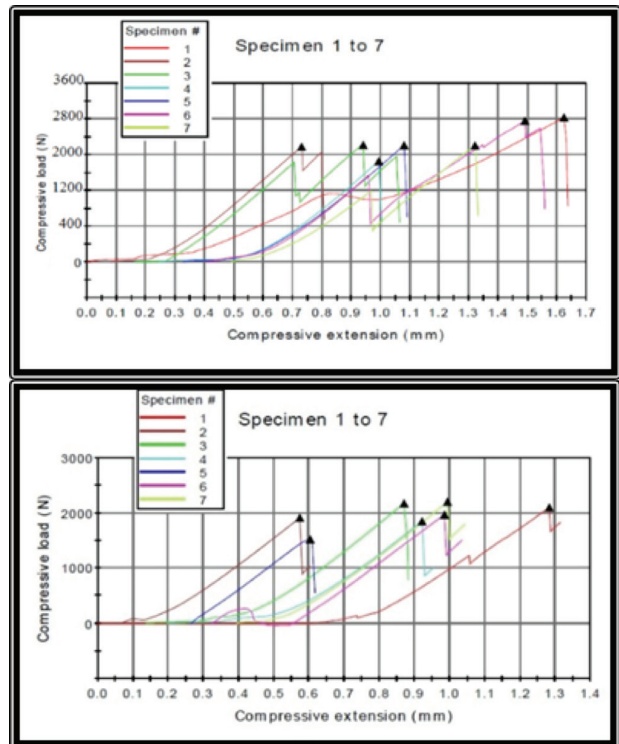 Specimen #
1
2
3
4
5
6
7
Specimen 1 to 7
Compressive load (N)
3600
2800
2000
1200
400
0
0.0 0.1 0.2 0.3 0.4 0.5 0.6 0.7 0.8 0.9 1.0 1.1 1.2 1.3 1.4 1.5 1.6 1.7
Compressive extension (mm)
Specimen #
1
2
3
4
5
6
7
Specimen 1 to 7
Compressive load (N)
3000
2000
1000
0
0.0 0.1 0.2 0.3 0.4 0.5 0.6 0.7 0.8 0.9 1.0 1.1 1.2 1.3 1.4
Compressive extension (mm)